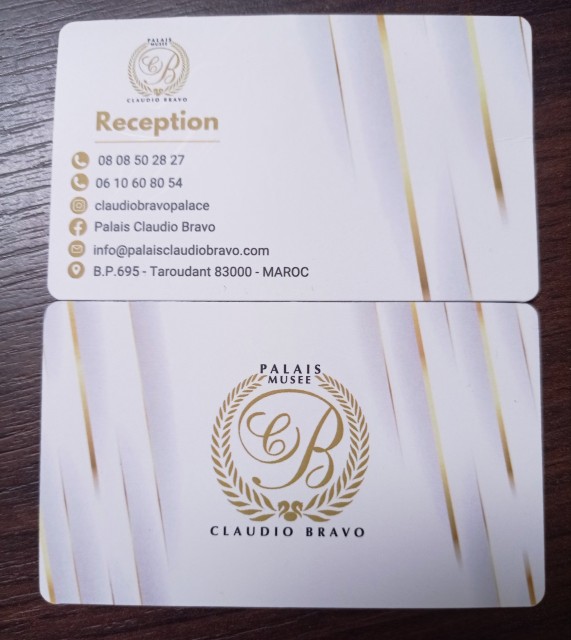 PALAIS
MUSEE
CB
CLAUDIO BRAVO
Reception
08 08 50 28 27
06 10 60 80 54
claudiobravopalace
Palais Claudio Bravo
info@palaisclaudiobravo.com
B.P.695 - Taroudant 83000 - MAROC
PALAIS
MUSEE
CB
CLAUDIO BRAVO